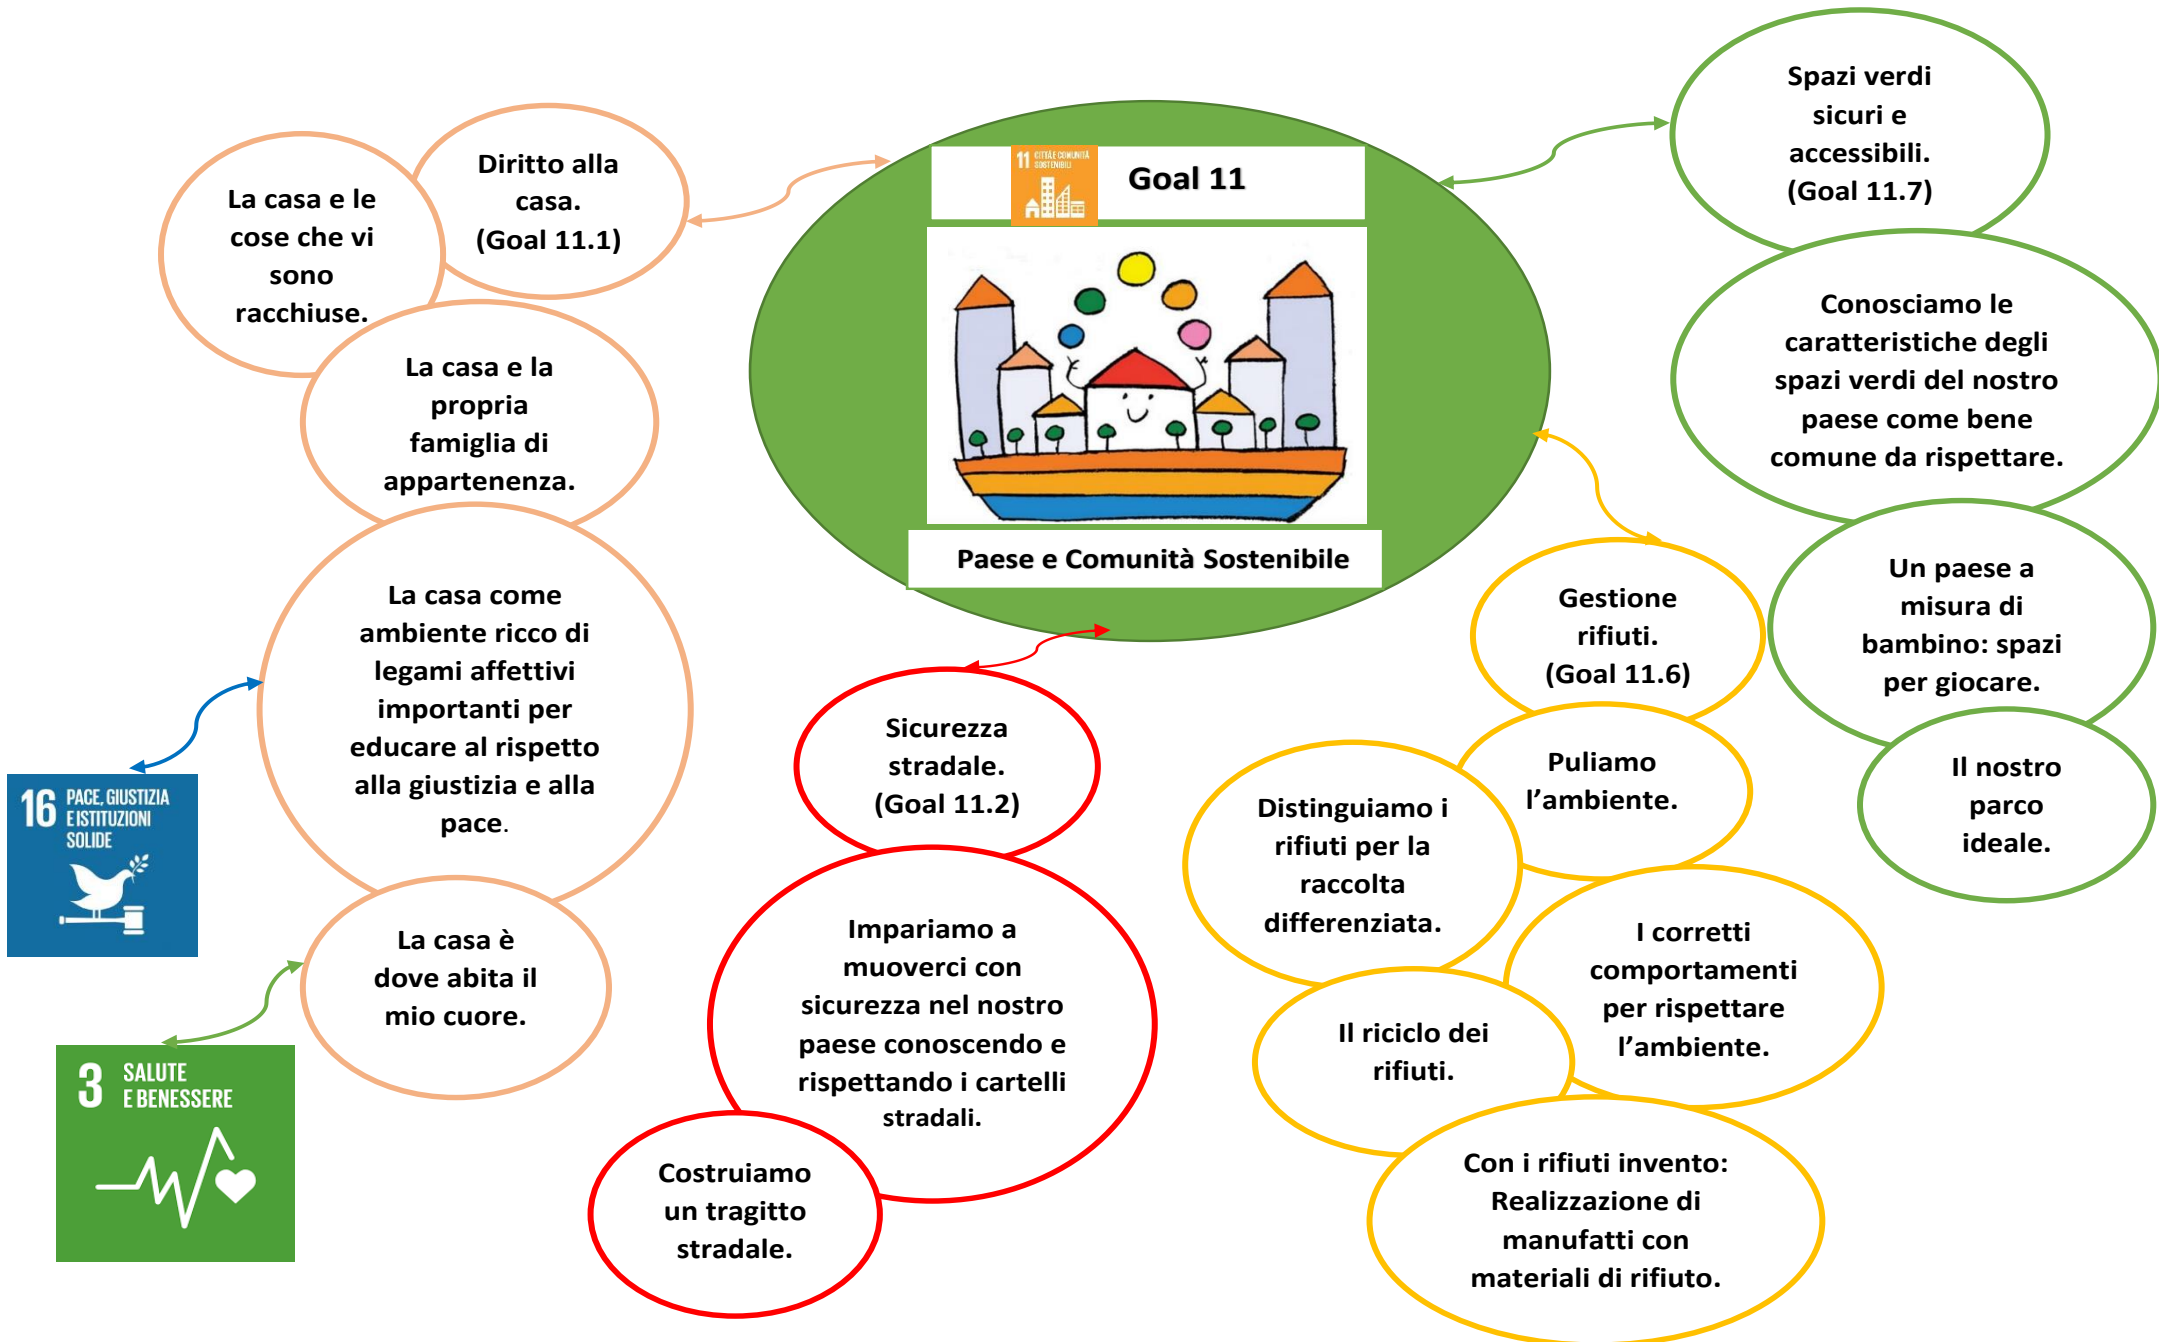 11 CITTÀ E COMUNITÀ
SOSTENIBILI
Goal 11
Paese e Comunità Sostenibile
Diritto alla
casa.
(Goal 11.1)
La casa e le
cose che vi
sono
racchiuse.
La casa e la
propria
famiglia di
appartenenza.
La casa come
ambiente ricco di
legami affettivi
importanti per
educare al rispetto
alla giustizia e alla
pace.
La casa è
dove abita il
mio cuore.
16 PACE, GIUSTIZIA
E ISTITUZIONI
SOLIDE
3 SALUTE
E BENESSERE
Sicurezza
stradale.
(Goal 11.2)
Impariamo a
muoverci con
sicurezza nel nostro
paese conoscendo e
rispettando i cartelli
stradali.
Costruiamo
un tragitto
stradale.
Gestione
rifiuti.
(Goal 11.6)
Puliamo
l’ambiente.
Distinguiamo i
rifiuti per la
raccolta
differenziata.
I corretti
comportamenti
per rispettare
l’ambiente.
Il riciclo dei
rifiuti.
Con i rifiuti invento:
Realizzazione di
manufatti con
materiali di rifiuto.
Spazi verdi
sicuri e
accessibili.
(Goal 11.7)
Conosciamo le
caratteristiche degli
spazi verdi del nostro
paese come bene
comune da rispettare.
Un paese a
misura di
bambino: spazi
per giocare.
Il nostro
parco
ideale.